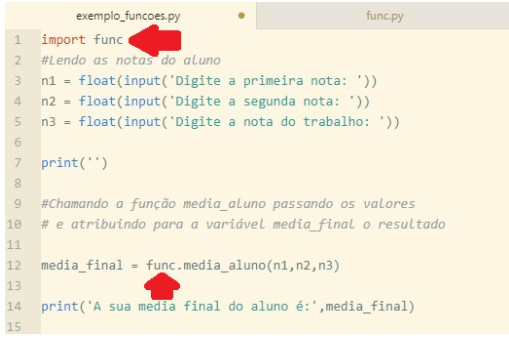 exemplo_funcoes.py func.py
1 import func
2 #Lendo as notas do aluno
3 n1 = float(input('Digite a primeira nota: '))
4 n2 = float(input('Digite a segunda nota: '))
5 n3 = float(input('Digite a nota do trabalho: '))
6
7 print('')
8
9 #Chamando a função media_aluno passando os valores
10 # e atribuindo para a variável media_final o resultado
11
12 media_final = func.media_aluno(n1,n2,n3)
13
14 print('A sua media final do aluno é:',media_final)
15